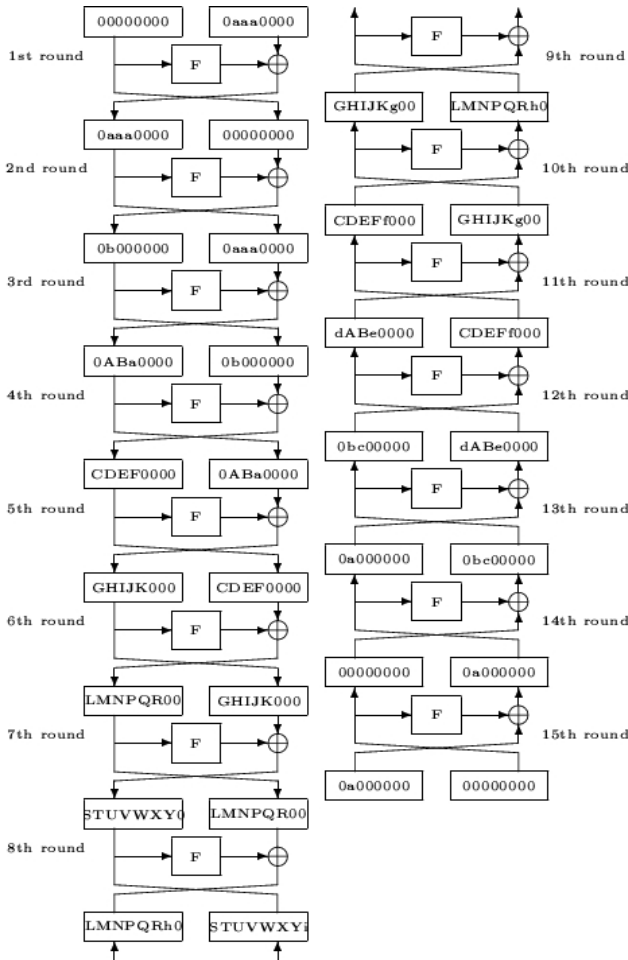 00000000 0aaa0000
1st round F
0aaa0000 00000000
2nd round F
0b000000 0aaa0000
3rd round F
0ABa0000 0b000000
4th round F
CDEF0000 0ABa0000
5th round F
GHIJK000 CDEF0000
6th round F
LMNPQR00 GHIJK000
7th round F
STUVWXY0 LMNPQR00
8th round F
LMNPQRh0 STUVWXYi
F 9th round
GHIJKg00 LMNPQRh0
F 10th round
CDEFf000 GHIJKg00
F 11th round
dABe0000 CDEFf000
F 12th round
0bc00000 dABe0000
F 13th round
0a000000 0bc00000
F 14th round
00000000 0a000000
F 15th round
0a000000 00000000